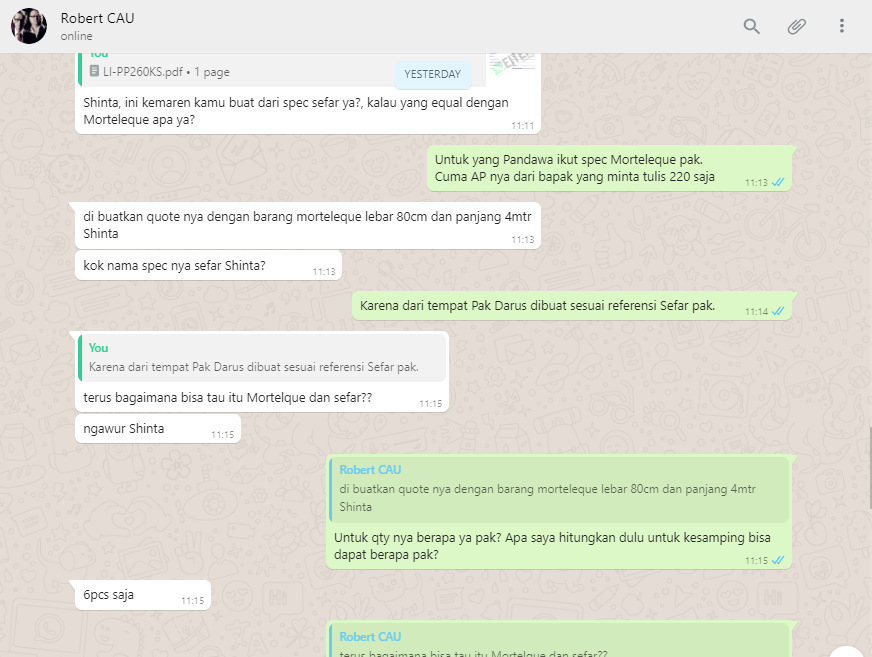 Robert CAU
online
You
LI-PP260KS.pdf • 1 page
YESTERDAY
Shinta, ini kemaren kamu buat dari spec sefar ya?, kalau yang equal dengan
Morteleque apa ya?
11:11
Untuk yang Pandawa ikut spec Morteleque pak.
Cuma AP nya dari bapak yang minta tulis 220 saja
11:13
di buatkan quote nya dengan barang morteleque lebar 80cm dan panjang 4mtr
Shinta
11:13
kok nama spec nya sefar Shinta?
11:13
Karena dari tempat Pak Darus dibuat sesuai referensi Sefar pak.
11:14
You
Karena dari tempat Pak Darus dibuat sesuai referensi Sefar pak.
terus bagaimana bisa tau itu Mortelque dan sefar??
11:15
ngawur Shinta
11:15
Robert CAU
di buatkan quote nya dengan barang morteleque lebar 80cm dan panjang 4mtr
Shinta
Untuk qty nya berapa ya pak? Apa saya hitungkan dulu untuk kesamping bisa
dapat berapa pak?
11:15
6pcs saja
11:15
Robert CAU
terus bagaimana bisa tau itu Mortelque dan sefar??